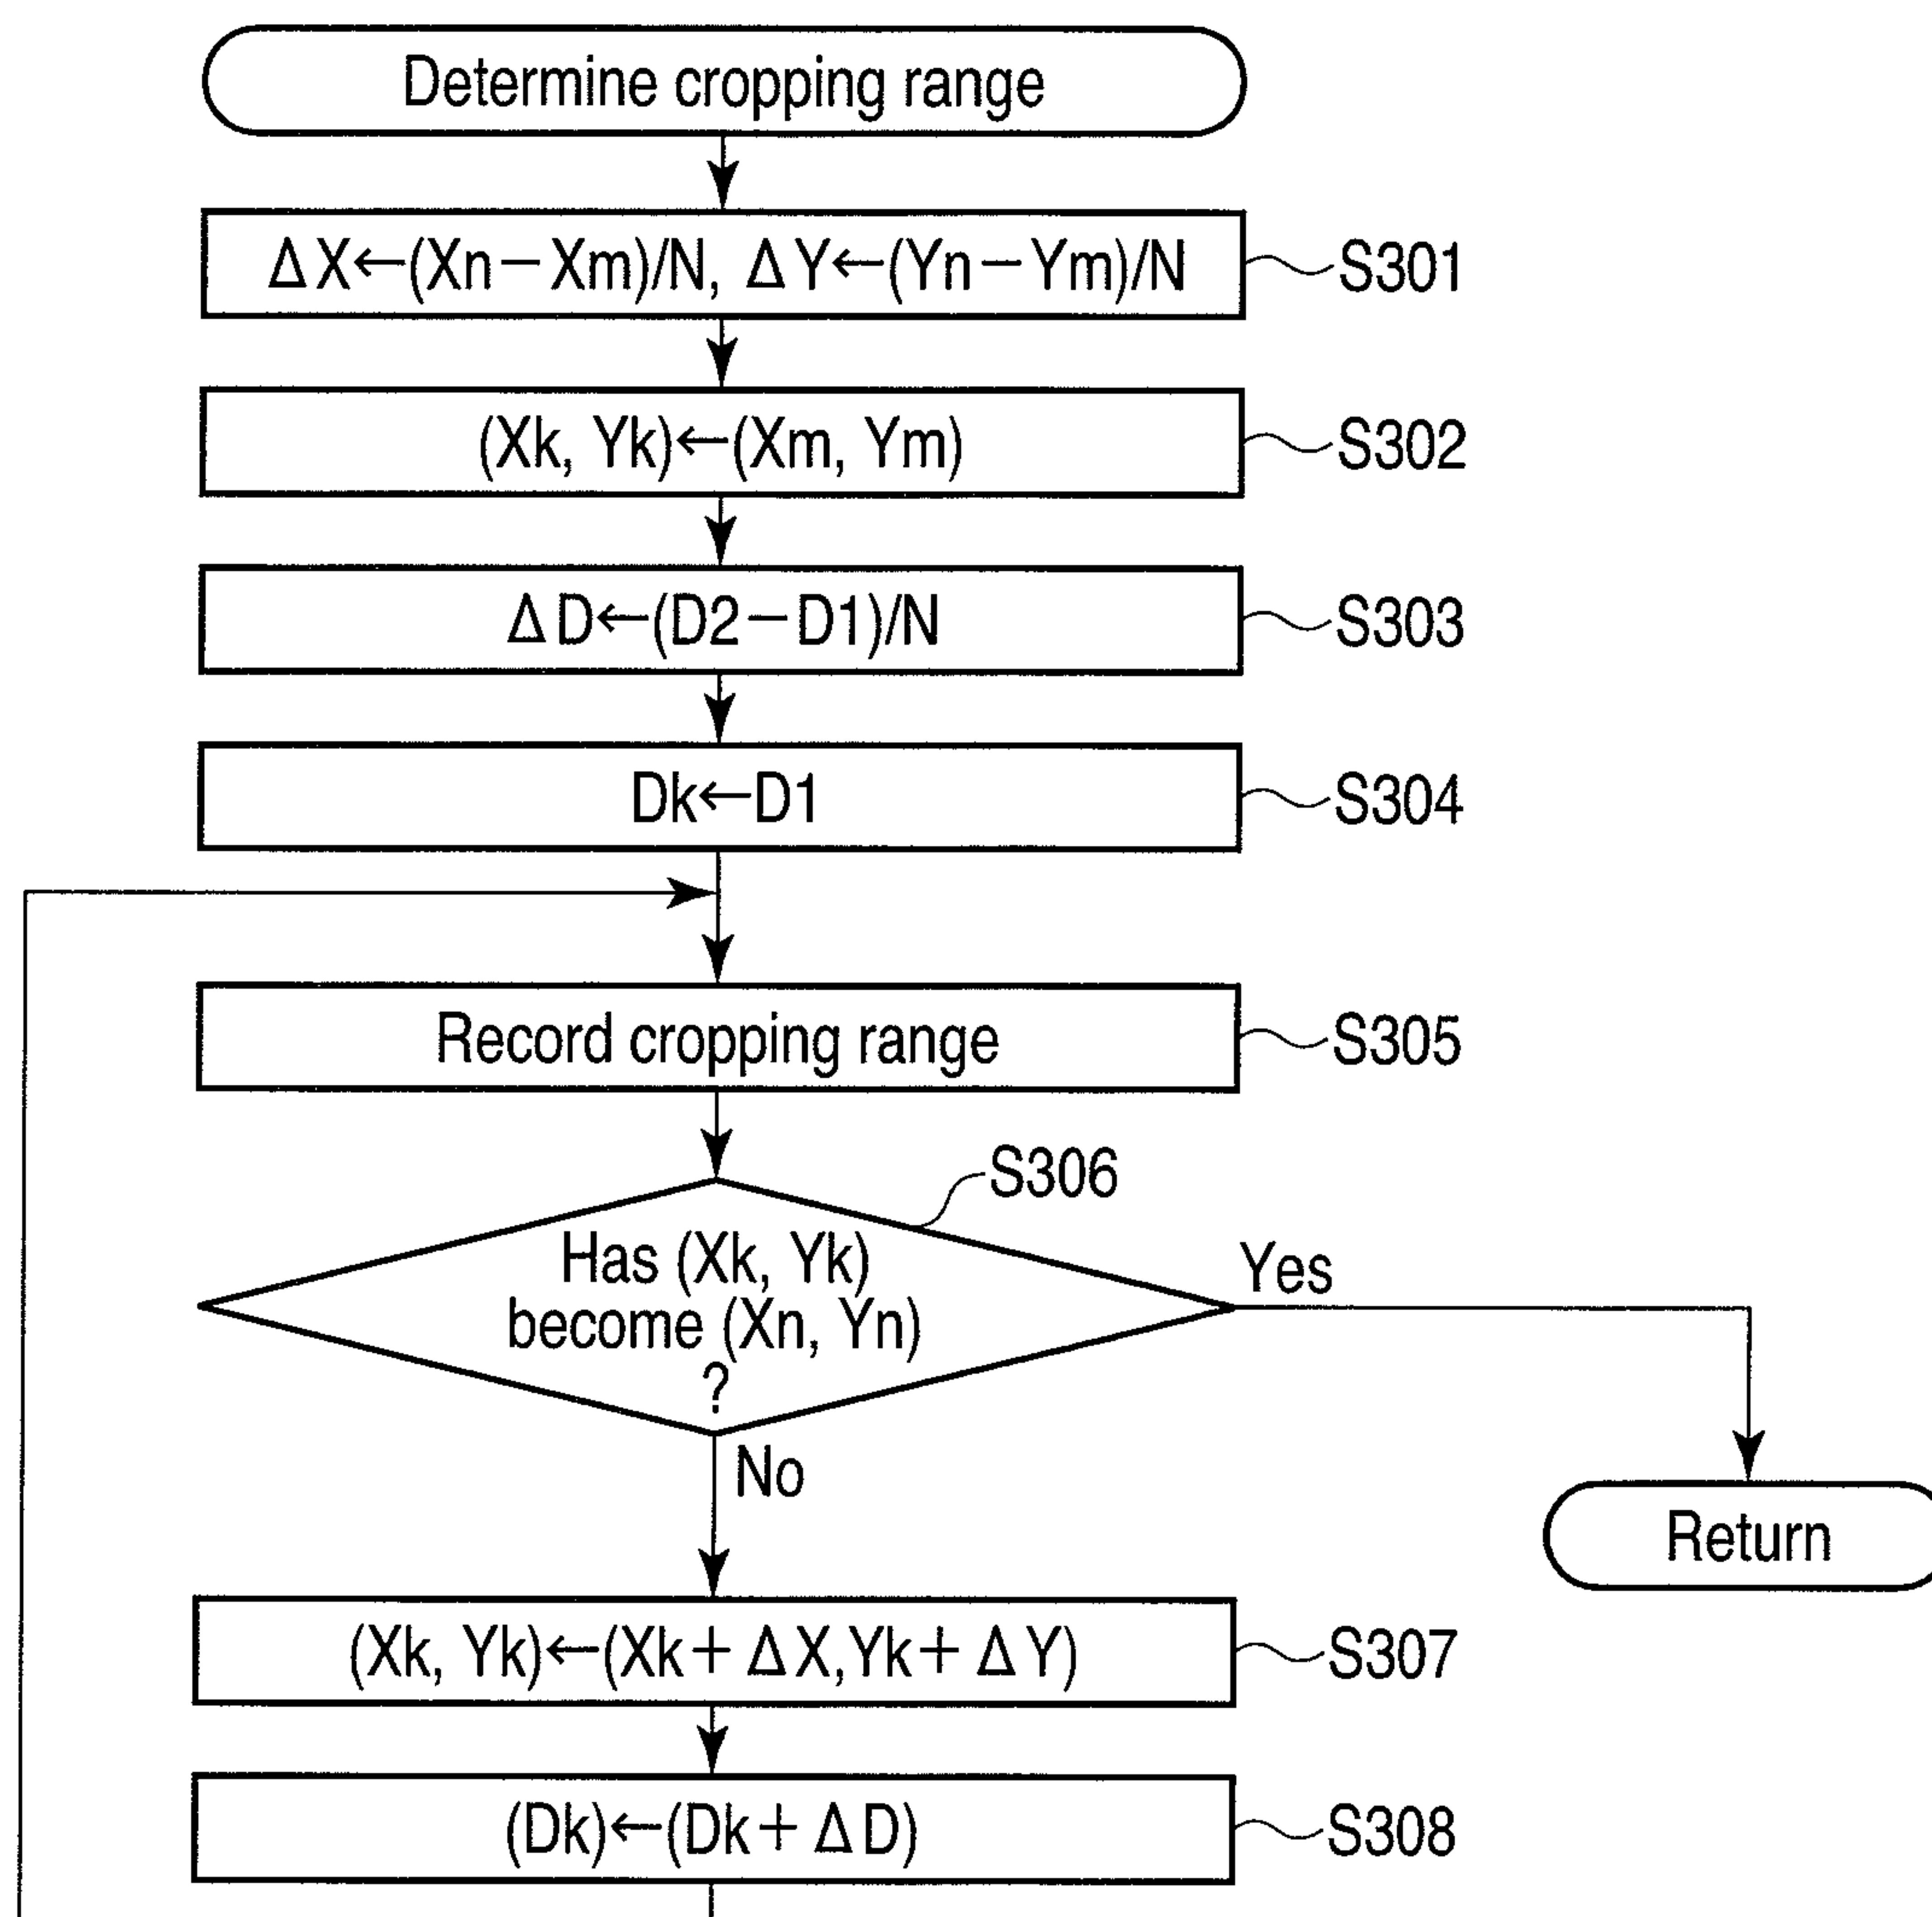 Determine cropping range
ΔX←(Xn−Xm)/N, ΔY←(Yn−Ym)/N
S301
(Xk, Yk)←(Xm, Ym)
S302
ΔD←(D2−D1)/N
S303
Dk←D1
S304
Record cropping range
S305
S306
Has (Xk, Yk)
become (Xn, Yn)
?
Yes
No
Return
(Xk, Yk)←(Xk+ΔX,Yk+ΔY)
S307
(Dk)←(Dk+ΔD)
S308